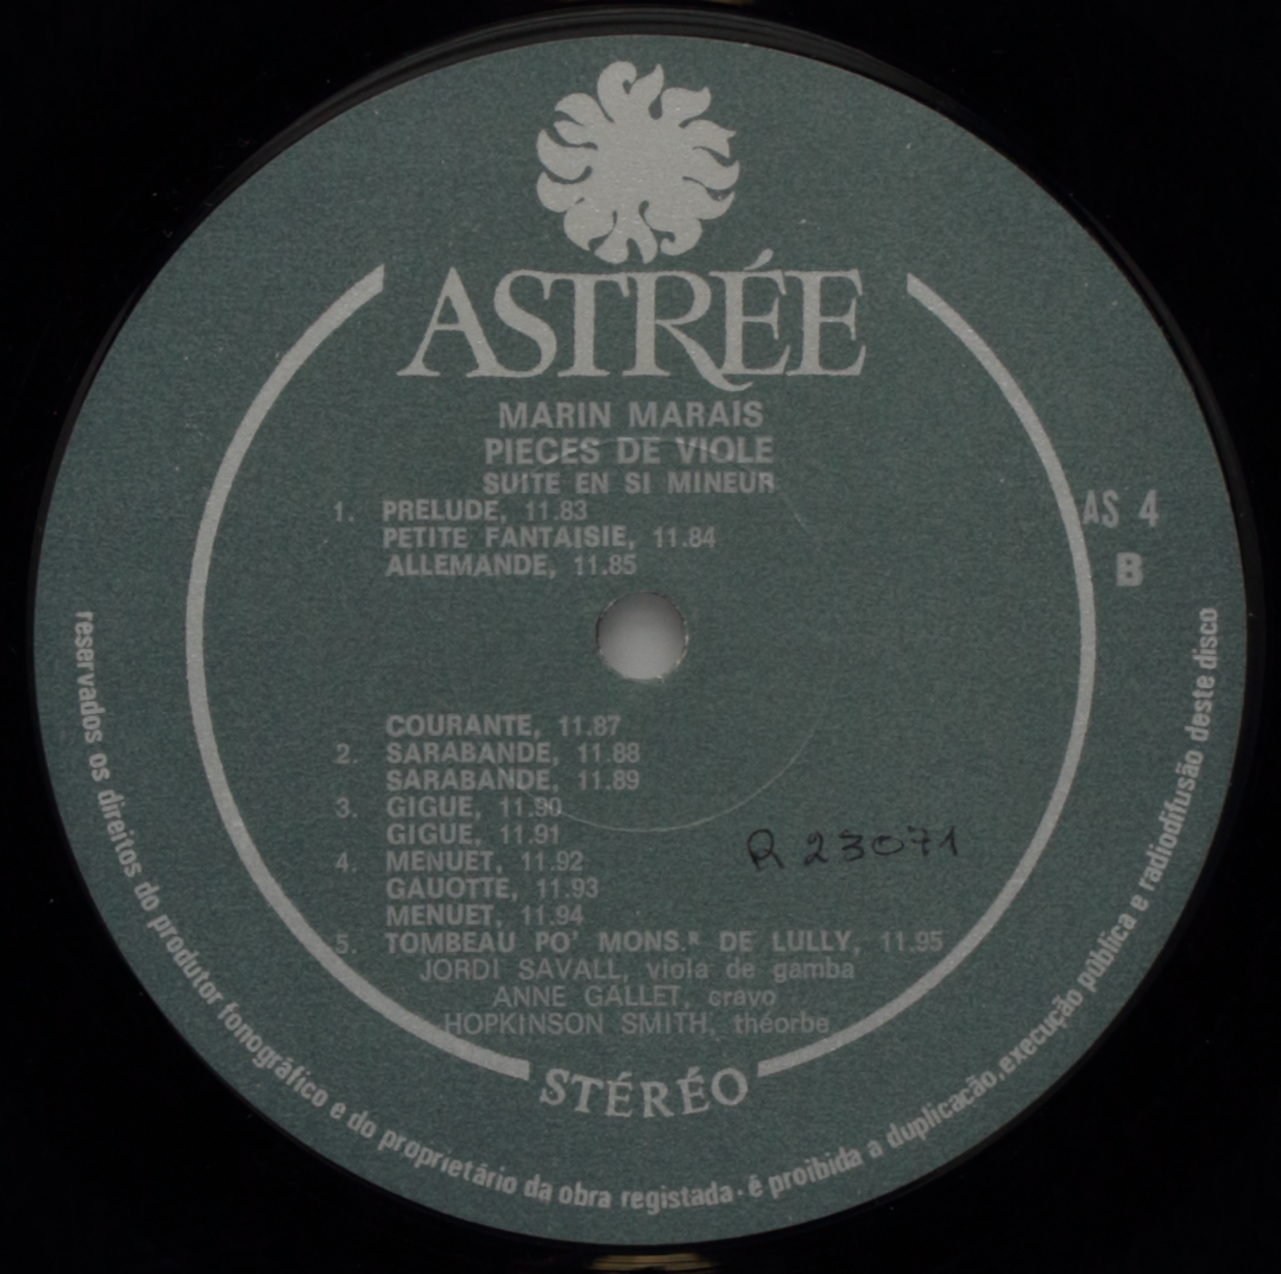 ASTRÉE
MARIN MARAIS
PIECES DE VIOLE
SUITE EN SI MINEUR
1. PRELUDE, 11.83
PETITE FANTAISIE, 11.84
ALLEMANDE, 11.85
AS 4
B
COURANTE, 11.87
2. SARABANDE, 11.88
SARABANDE, 11.89
3. GIGUE, 11.90
GIGUE, 11.91
4. MENUET, 11.92
GAUOTTE, 11.93
MENUET, 11.94
5. TOMBEAU PO' MONS.ᴿ DE LULLY, 11.95
R 23071
JORDI SAVALL, viola de gamba
ANNE GALLET, cravo
HOPKINSON SMITH, théorbe
STÉRÉO
reservados os direitos do produtor fonográfico e do proprietário da obra registada · é proibida a duplicação, execução pública e radiodifusão deste disco